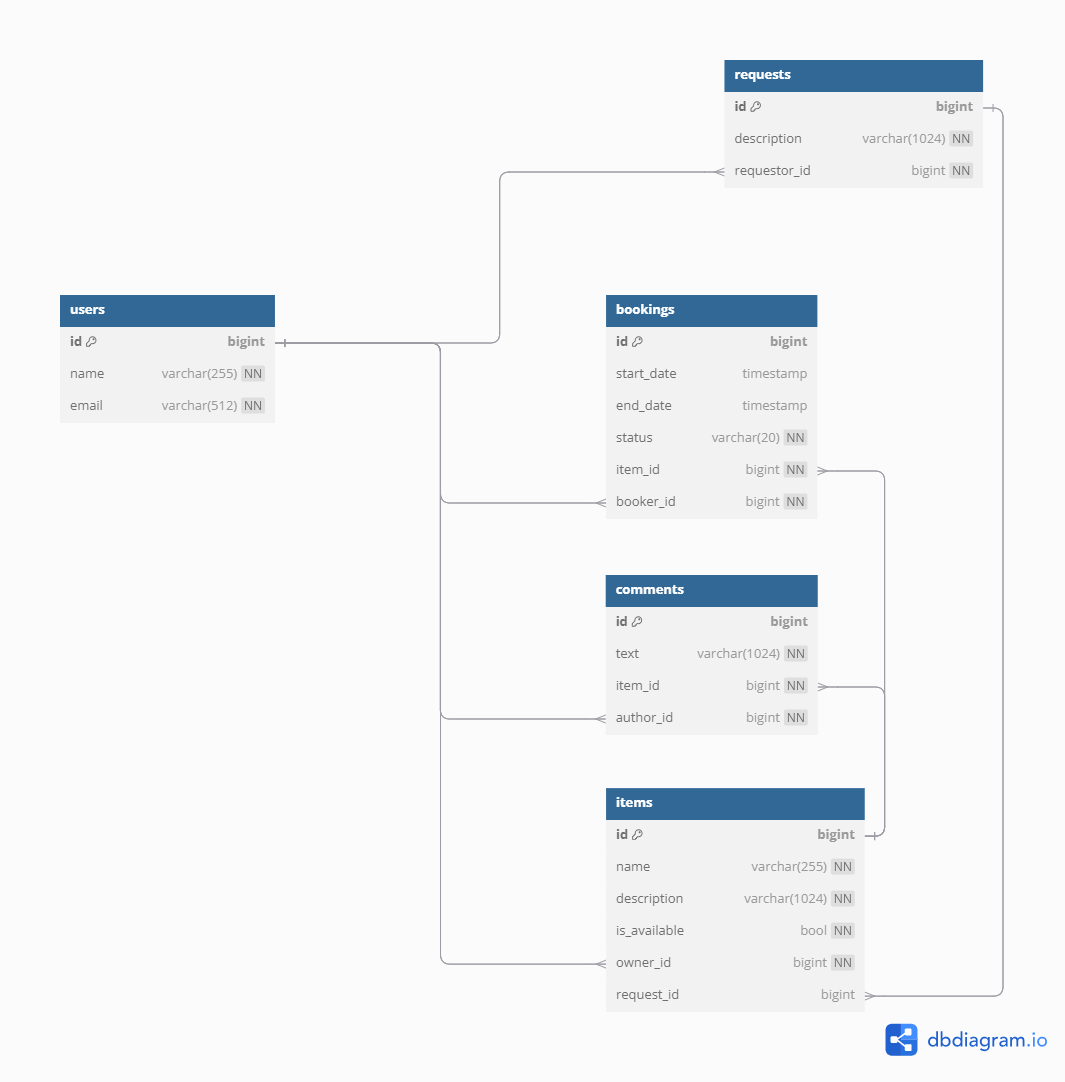 requests
id bigint
description varchar(1024) NN
requestor_id bigint NN
users
id bigint
name varchar(255) NN
email varchar(512) NN
bookings
id bigint
start_date timestamp
end_date timestamp
status varchar(20) NN
item_id bigint NN
booker_id bigint NN
comments
id bigint
text varchar(1024) NN
item_id bigint NN
author_id bigint NN
items
id bigint
name varchar(255) NN
description varchar(1024) NN
is_available bool NN
owner_id bigint NN
request_id bigint
dbdiagram.io